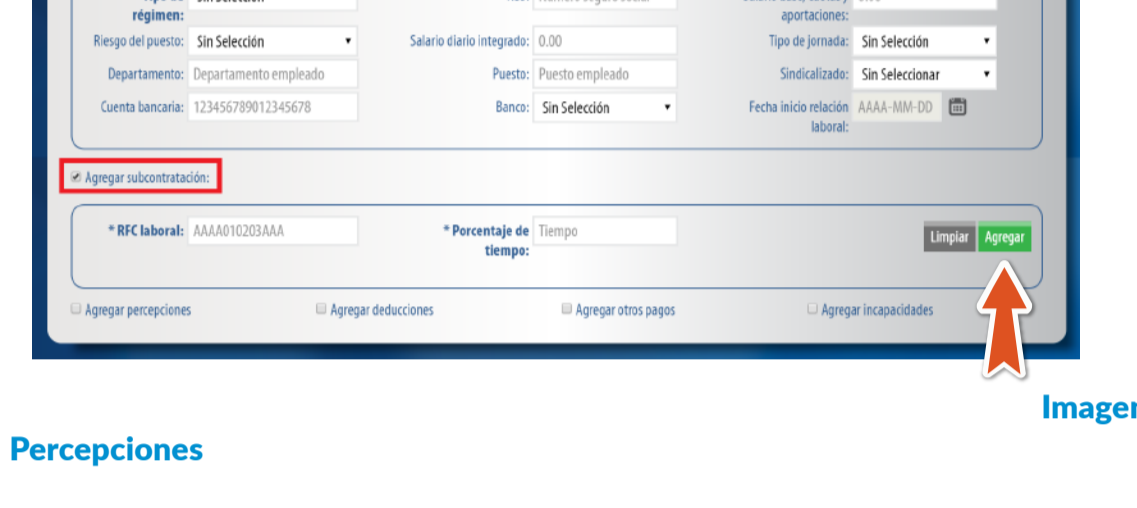 régimen:
Riesgo del puesto: Sin Selección Salario diario integrado: 0.00 aportaciones:
Tipo de jornada: Sin Selección
Departamento: Departamento empleado Puesto: Puesto empleado Sindicalizado: Sin Seleccionar
Cuenta bancaria: 123456789012345678 Banco: Sin Selección Fecha inicio relación laboral: AAAA-MM-DD
Agregar subcontratación:
* RFC laboral: AAAA010203AAA * Porcentaje de tiempo: Tiempo Limpiar Agregar
Agregar percepciones Agregar deducciones Agregar otros pagos Agregar incapacidades
Percepciones